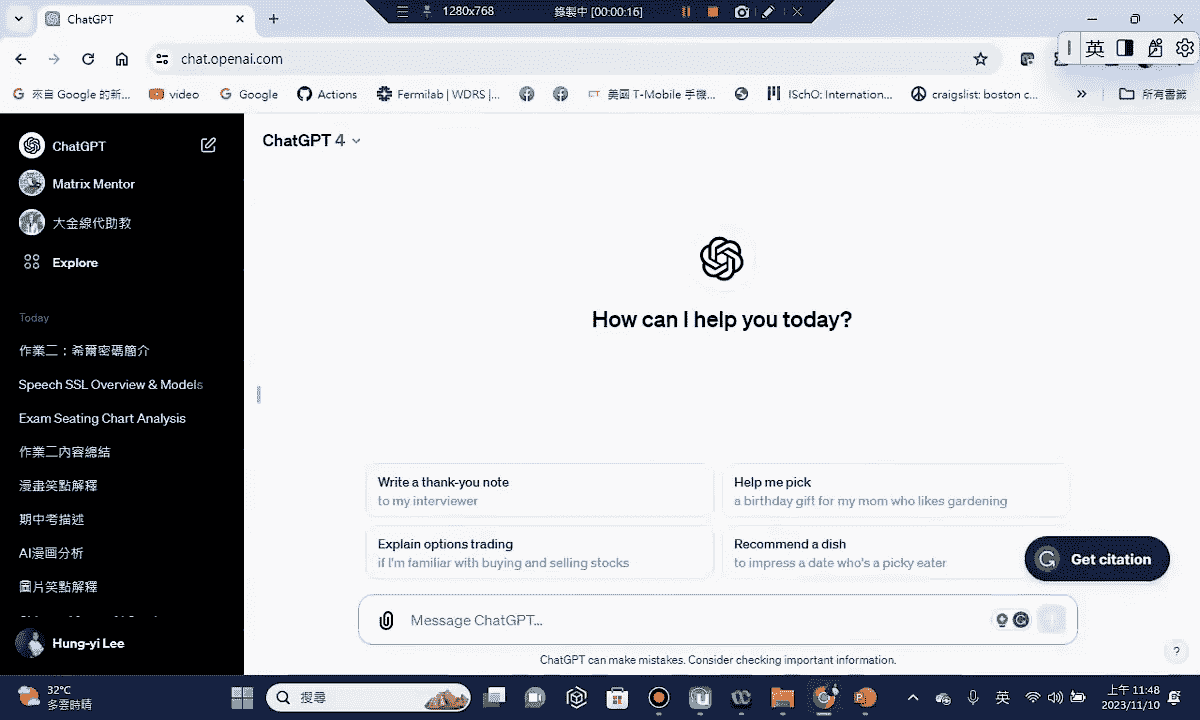 ChatGPT
1280x768
錄製中 [00:00:16]
chat.openai.com
英
來自 Google 的新...
video
Google
Actions
Fermilab | WDRS |...
美國 T-Mobile 手機...
ISchO: Internation...
craigslist: boston c...
所有書籤
ChatGPT
Matrix Mentor
大金線代助教
Explore
Today
作業二：希爾密碼簡介
Speech SSL Overview & Models
Exam Seating Chart Analysis
作業二內容總結
漫畫笑點解釋
期中考描述
AI漫画分析
圖片笑點解釋
Hung-yi Lee
ChatGPT 4
How can I help you today?
Write a thank-you note
to my interviewer
Help me pick
a birthday gift for my mom who likes gardening
Explain options trading
if I'm familiar with buying and selling stocks
Recommend a dish
to impress a date who's a picky eater
Get citation
Message ChatGPT...
ChatGPT can make mistakes. Consider checking important information.
?
32°C
多雲時晴
搜尋
英
上午 11:48
2023/11/10